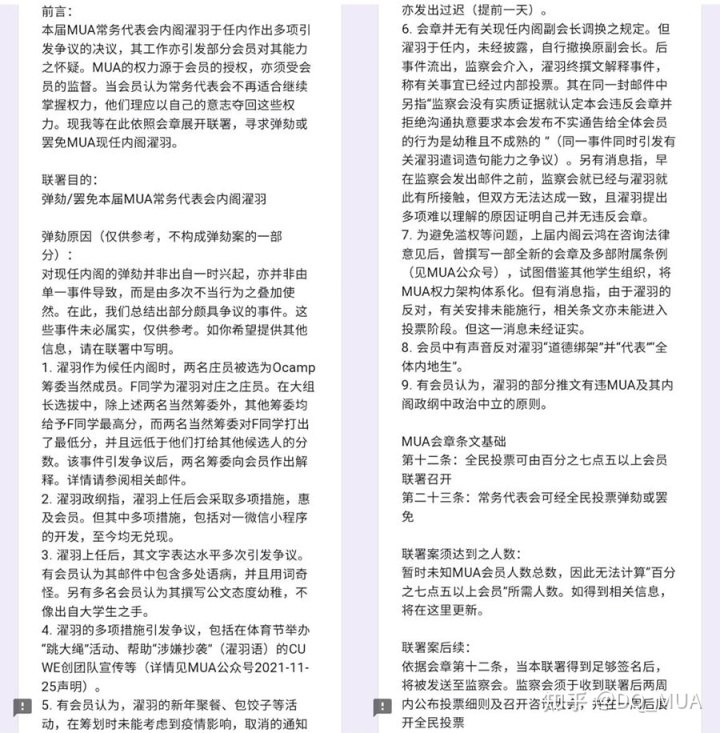 前言：
本届MUA常务代表会内阁濯羽于任内作出多项引
发争议的决议，其工作亦引发部分会员对其能力
之怀疑。MUA的权力源于会员的授权，亦须受会
员的监督。当会员认为常务代表会不再适合继续
掌握权力，他们理应以自己的意志夺回这些权
力。现我等在此依照会章展开联署，寻求弹劾或
罢免MUA现任内阁濯羽。
联署目的：
弹劾/罢免本届MUA常务代表会内阁濯羽
弹劾原因（仅供参考，不构成弹劾案的一部
分）：
对现任内阁的弹劾并非出自一时兴起，亦并非由
单一事件导致，而是由多次不当行为之叠加使
然。在此，我们总结出部分颇具争议的事件。这
些事件未必属实，仅供参考。如你希望提供其他
信息，请在联署中写明。
1. 濯羽作为候任内阁时，两名庄员被选为Ocamp
筹委当然成员。F同学为濯羽对庄之庄员。在大组
长选拔中，除上述两名当然筹委外，其他筹委均
给予F同学最高分，而两名当然筹委对F同学打出
了最低分，并且远低于他们打给其他候选人的分
数。该事件引发争议后，两名筹委向会员作出解
释。详情请参阅相关邮件。
2. 濯羽政纲指，濯羽上任后会采取多项措施，惠
及会员。但其中多项措施，包括对一微信小程序
的开发，至今均无兑现。
3. 濯羽上任后，其文字表达水平多次引发争议。
有会员认为其邮件中包含多处语病，并且用词奇
怪。另有多名会员认为其撰写公文态度幼稚，不
像出自大学生之手。
4. 濯羽的多项措施引发争议，包括在体育节举办
“跳大绳”活动、帮助“涉嫌抄袭”（濯羽语）的CU
WE创团队宣传等（详情见MUA公众号2021-11-
25声明）。
5. 有会员认为，濯羽的新年聚餐、包饺子等活
动，在筹划时未能考虑到疫情影响，取消的通知
亦发出过迟（提前一天）。
6. 会章并无有关现任内阁副会长调换之规定。但
濯羽于任内，未经披露，自行撤换原副会长。后
事件流出，监察会介入，濯羽终撰文解释事件，
称有关事宜已经过内部投票。其在同一封邮件中
另指“监察会没有实质证据就认定本会违反会章并
拒绝沟通执意要求本会发布不实通告给全体会员
的行为是幼稚且不成熟的 ”（同一事件同时引发有
关濯羽遣词造句能力之争议）。另有消息指，早
在监察会发出邮件之前，监察会就已经与濯羽就
此有所接触，但双方无法达成一致，且濯羽提出
多项难以理解的原因证明自己并无违反会章。
7. 为避免滥权等问题，上届内阁云鸿在咨询法律
意见后，曾撰写一部全新的会章及多部附属条例
（见MUA公众号），试图借鉴其他学生组织，将
MUA权力架构体系化。但有消息指，由于濯羽的
反对，有关安排未能施行，相关条文亦未能进入
投票阶段。但这一消息未经证实。
8. 会员中有声音反对濯羽“道德绑架”并“代表”“全
体内地生”。
9. 有会员认为，濯羽的部分推文有违MUA及其内
阁政纲中政治中立的原则。
MUA会章条文基础
第十二条：全民投票可由百分之七点五以上会员
联署召开
第二十三条：常务代表会可经全民投票弹劾或罢
免
联署案须达到之人数：
暂时未知MUA会员人数总数，因此无法计算“百分
之七点五以上会员”所需人数。如得到相关信息，
将在这里更新。
联署案后续：
依据会章第十二条，当本联署得到足够签名后，
将被发送至监察会。监察会须于收到联署后两周
内公布投票细则及召开咨询大会，并在 后展
开全民投票
知乎 @DQ_MUA